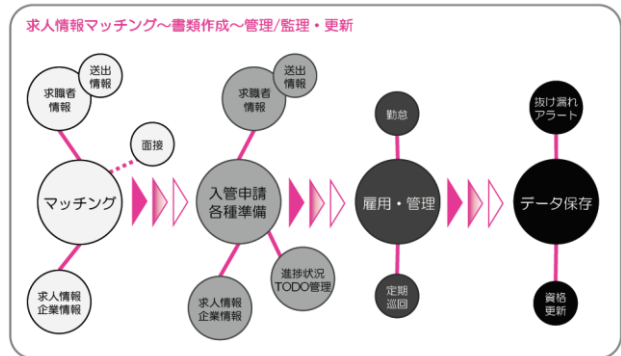 求人情報マッチング～書類作成～管理/監理・更新
送出
情報
求職者
情報
面接
マッチング
求人情報
企業情報
送出
情報
求職者
情報
入管申請
各種準備
進捗状況
TODO管理
求人情報
企業情報
勤怠
雇用・管理
定期
巡回
抜け漏れ
アラート
データ保存
資格
更新